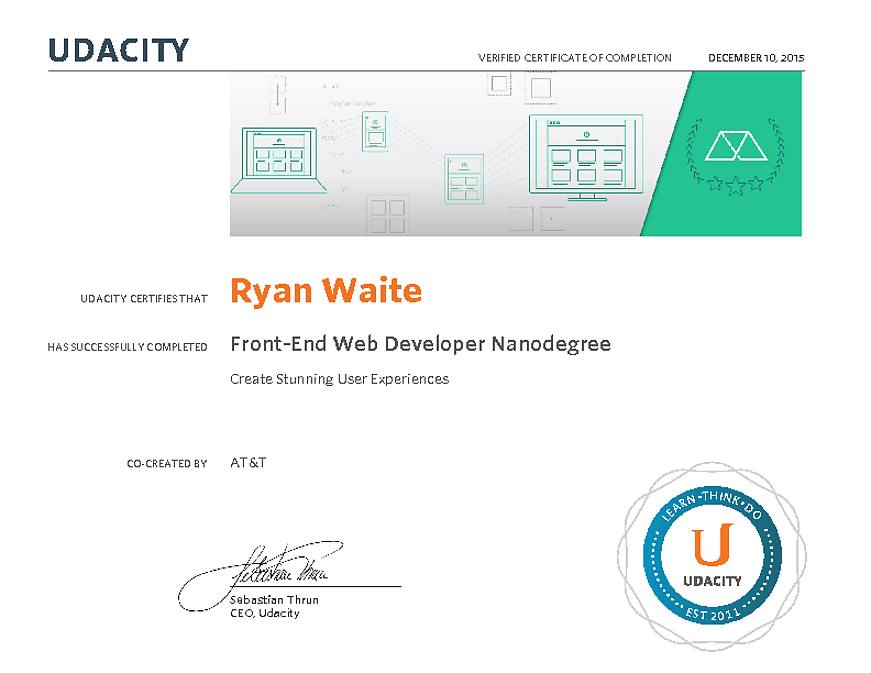 UDACITY
VERIFIED CERTIFICATE OF COMPLETION
DECEMBER 10, 2015
UDACITY CERTIFIES THAT
Ryan Waite
HAS SUCCESSFULLY COMPLETED
Front-End Web Developer Nanodegree
Create Stunning User Experiences
CO-CREATED BY
AT&T
Sebastian Thrun
Sebastian Thrun
CEO, Udacity
LEARN • THINK • DO
U
UDACITY
EST 2011